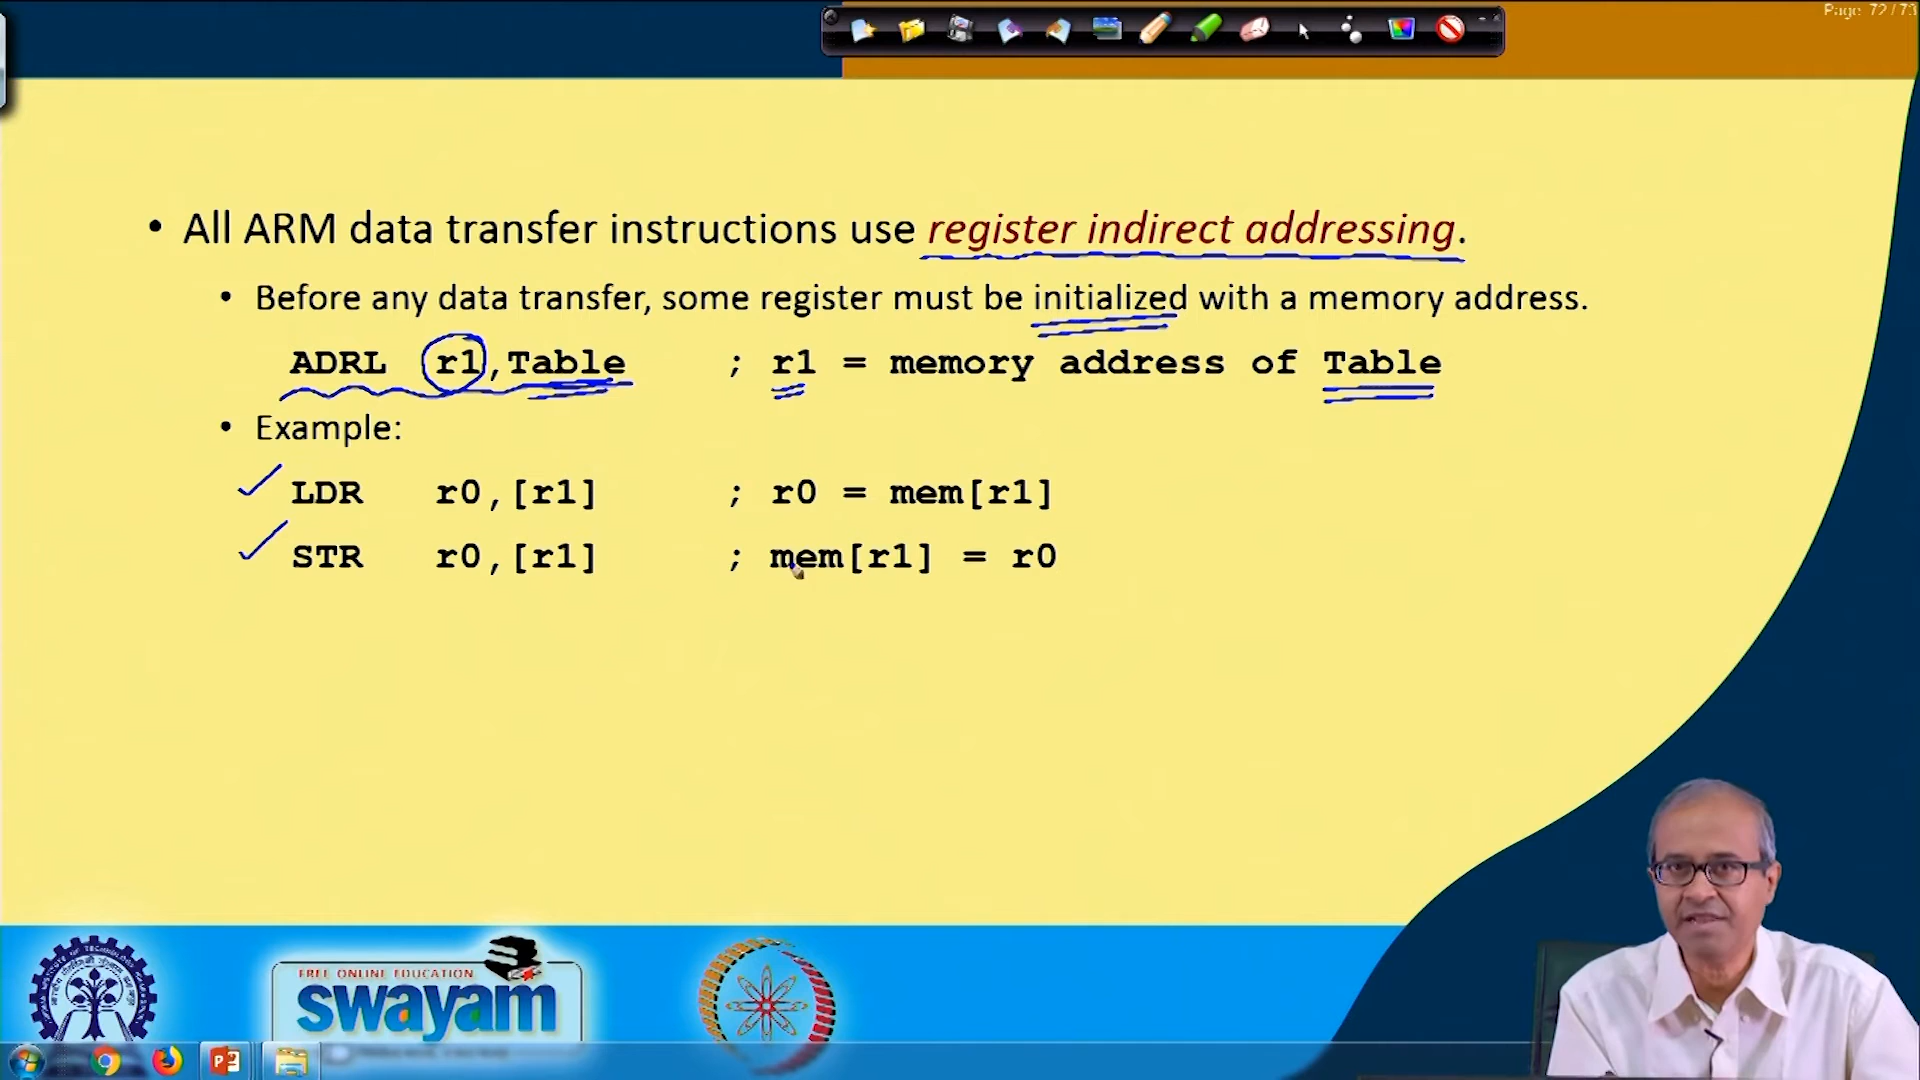 Page: 72 / 73
• All ARM data transfer instructions use register indirect addressing.
• Before any data transfer, some register must be initialized with a memory address.
ADRL r1,Table ; r1 = memory address of Table
• Example:
LDR r0,[r1] ; r0 = mem[r1]
STR r0,[r1] ; mem[r1] = r0
FREE ONLINE EDUCATION
swayam